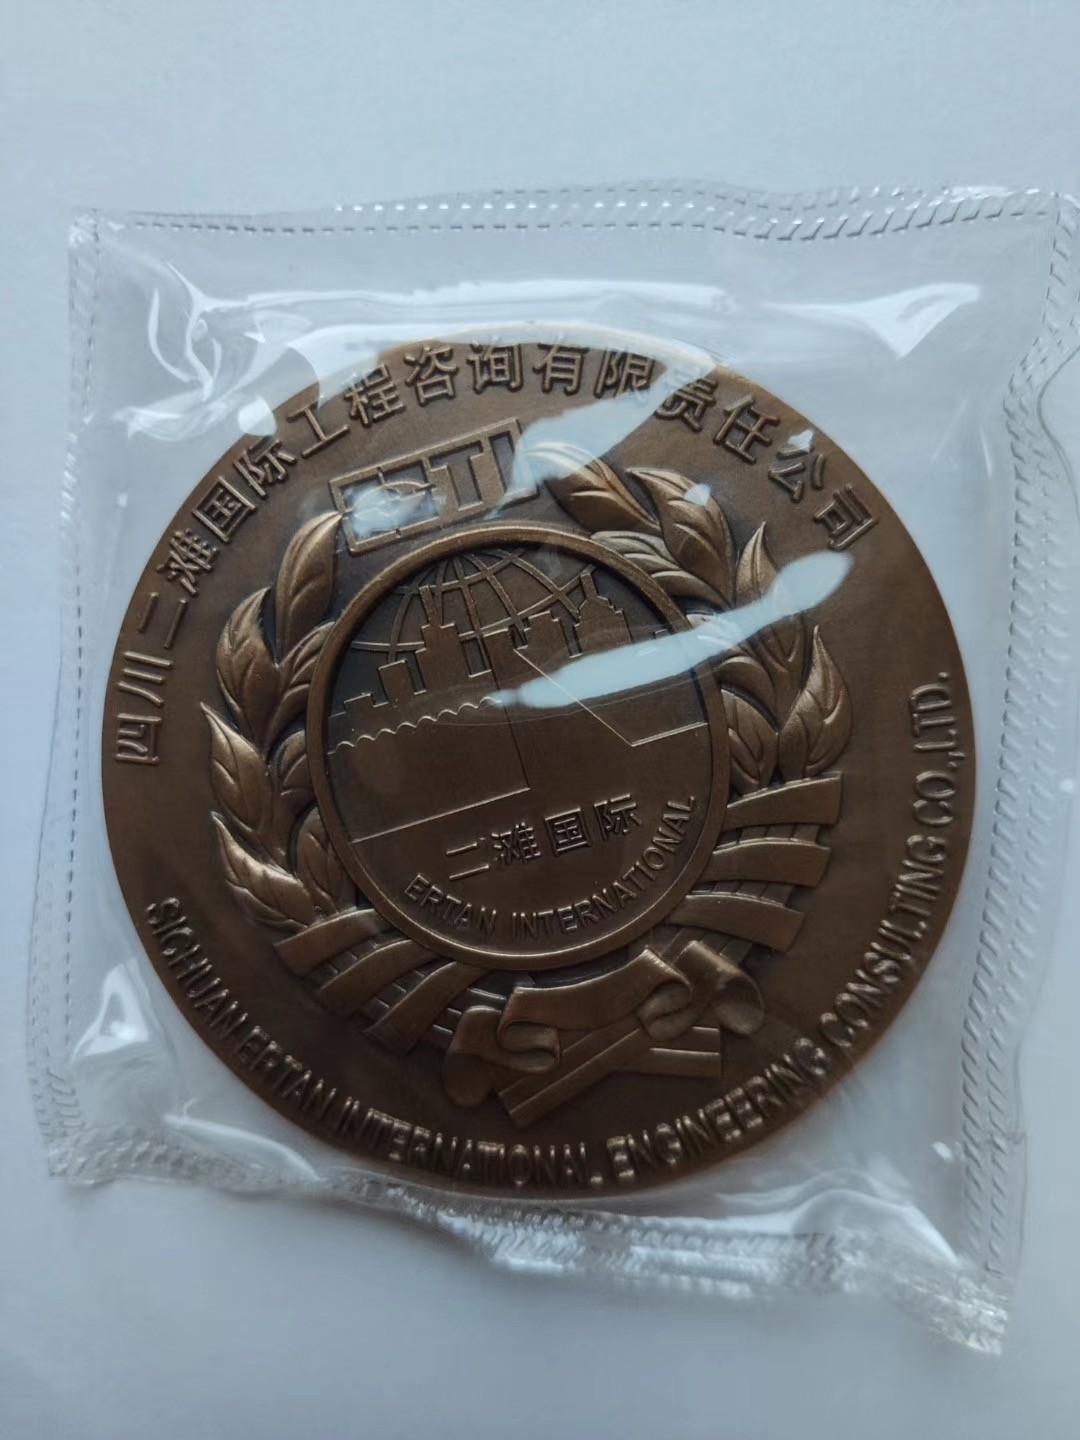 四川二滩国际工程咨询有限责任公司
二滩国际
ERTAN INTERNATIONAL
SICHUAN ERTAN INTERNATIONAL ENGINEERING CONSULTING CO.,LTD.